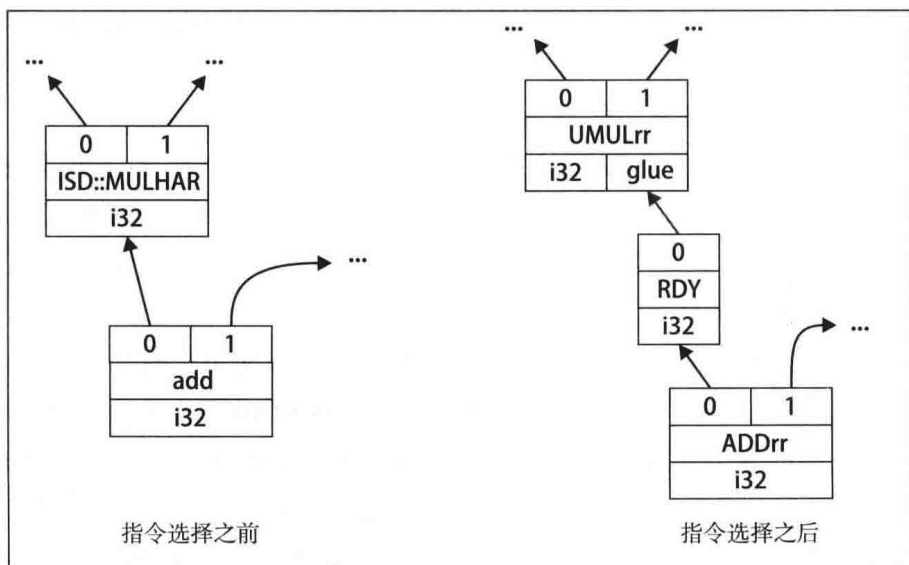 ... ...
0 1
ISD::MULHAR
i32
...
0 1
add
i32
指令选择之前
... ...
0 1
UMULrr
i32 glue
0
RDY
i32
...
0 1
ADDrr
i32
指令选择之后